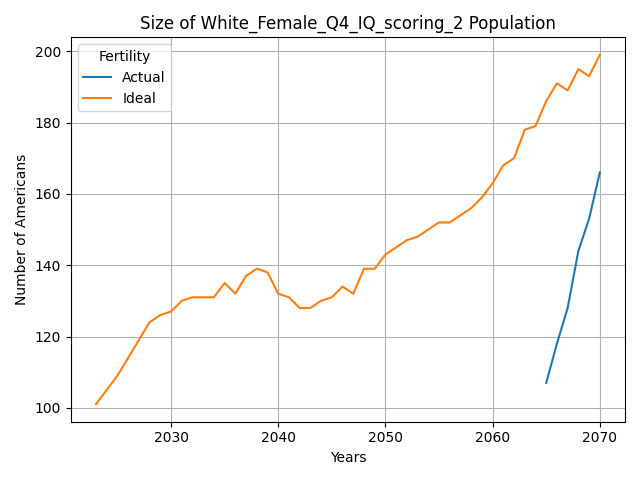 Size of White_Female_Q4_IQ_scoring_2 Population
Fertility
Actual
Ideal
Number of Americans
200
180
160
140
120
100
2030
2040
2050
2060
2070
Years